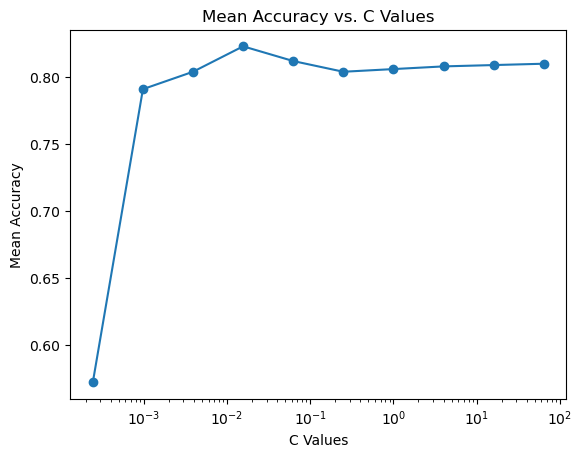 Mean Accuracy vs. C Values
Mean Accuracy
0.80
0.75
0.70
0.65
0.60
10⁻³ 10⁻² 10⁻¹ 10⁰ 10¹ 10²
C Values